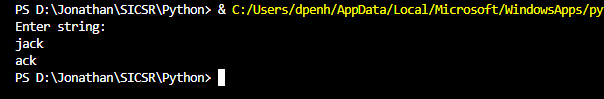 PS D:\Jonathan\SICSR\Python> & C:/Users/dpenh/AppData/Local/Microsoft/WindowsApps/py
Enter string:
jack
ack
PS D:\Jonathan\SICSR\Python>